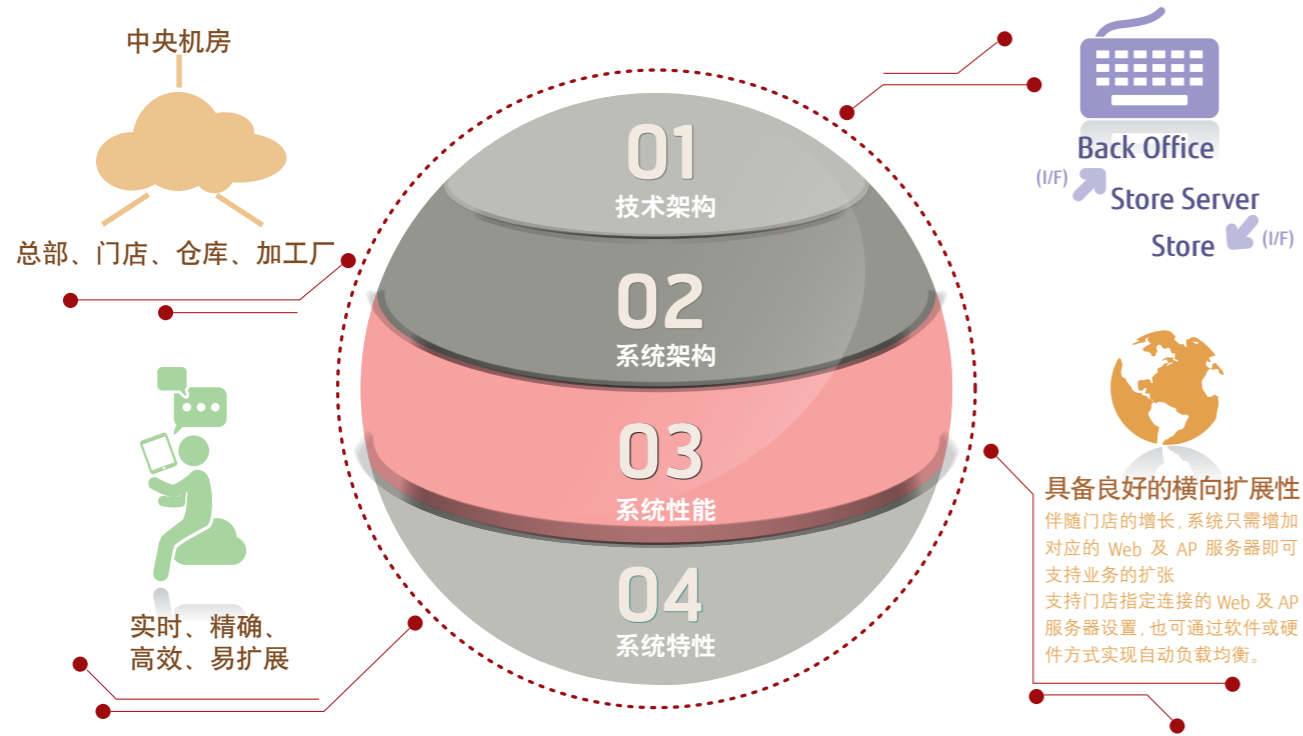 中央机房
总部、门店、仓库、加工厂
实时、精确、
高效、易扩展
01
技术架构
02
系统架构
03
系统性能
04
系统特性
Back Office
(I/F)
Store Server
Store
(I/F)
具备良好的横向扩展性
伴随门店的增长, 系统只需增加
对应的 Web 及 AP 服务器即可
支持业务的扩张
支持门店指定连接的 Web 及 AP
服务器设置, 也可通过软件或硬
件方式实现自动负载均衡。